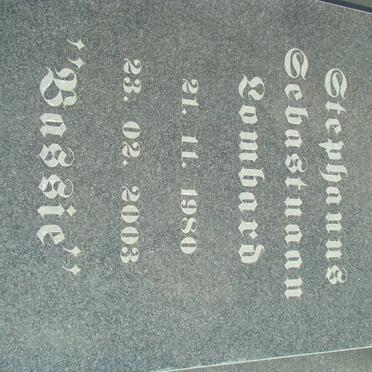 Stephanus
Sebastiaan
Lombard
21. 11. 1980
23. 02. 2003
"Bassie"